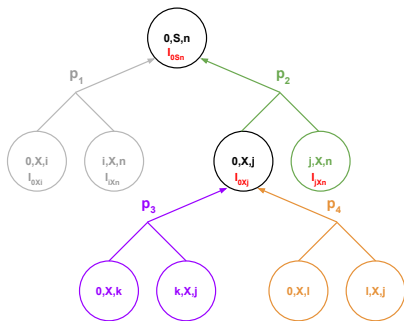 0,S,n
I0Sn
p1
p2
0,X,i
I0Xi
i,X,n
IiXn
0,X,j
I0Xj
j,X,n
IjXn
p3
p4
0,X,k
k,X,j
0,X,l
l,X,j